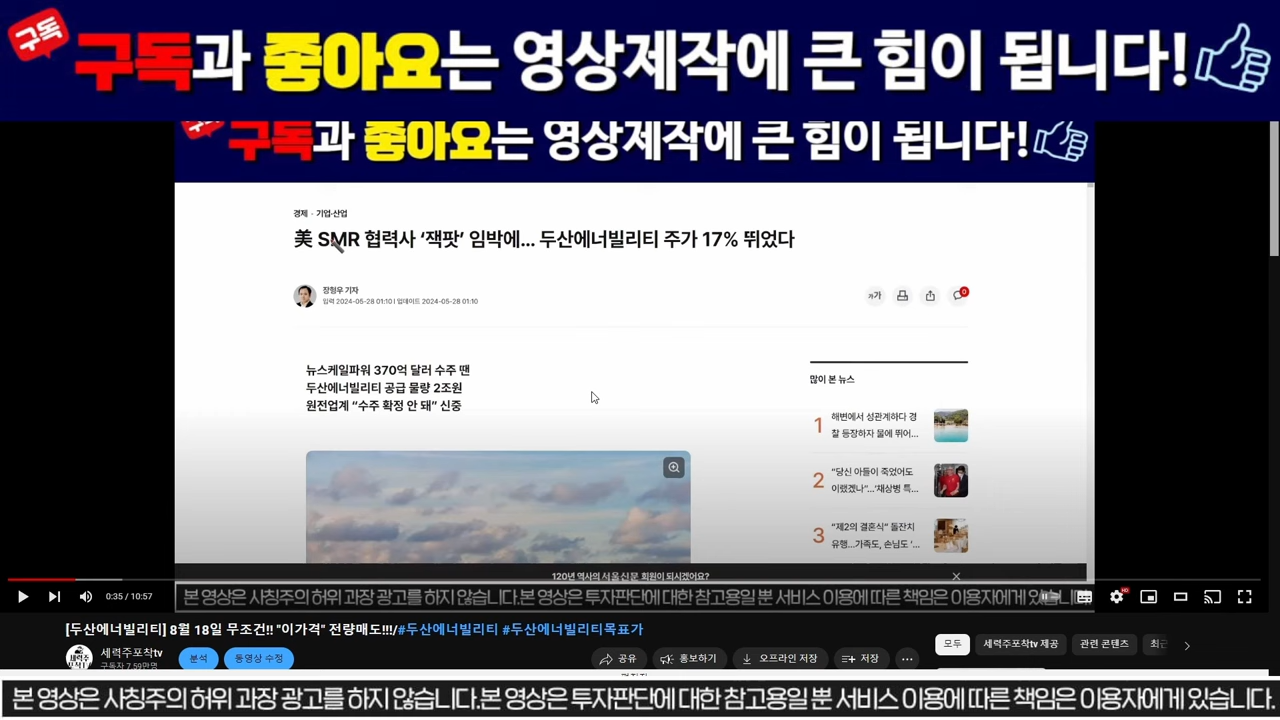 구독 구독과 좋아요는 영상제작에 큰 힘이 됩니다!
구독과 좋아요는 영상제작에 큰 힘이 됩니다!
경제 · 기업·산업
美 SMR 협력사 ‘잭팟’ 임박에... 두산에너빌리티 주가 17% 뛰었다
장형우 기자
입력 2024-05-28 01:10 | 업데이트 2024-05-28 01:10
가가
0
뉴스케일파워 370억 달러 수주 땐
두산에너빌리티 공급 물량 2조원
원전업계 “수주 확정 안 돼” 신중
많이 본 뉴스
1 해변에서 성관계하다 경
찰 등장하자 물에 뛰어...
2 “당신 아들이 죽었어도
이랬겠나”...‘채상병 특...
3 “제2의 결혼식” 돌잔치
유행...가족도, 손님도 ‘...
120년 역사의 서울신문 회원이 되시겠어요?
0:35 / 10:57
본 영상은 사칭주의 허위 과장 광고를 하지 않습니다.본 영상은 투자판단에 대한 참고용일 뿐 서비스 이용에 따른 책임은 이용자에게 있습니다.
HD
[두산에너빌리티] 8월 18일 무조건!! "이가격" 전량매도!!!/#두산에너빌리티 #두산에너빌리티목표가
세력주포착tv
구독자 7.59만명
분석
동영상 수정
공유
홍보하기
오프라인 저장
저장
모두
세력주포착tv 제공
관련 콘텐츠
최근
본 영상은 사칭주의 허위 과장 광고를 하지 않습니다.본 영상은 투자판단에 대한 참고용일 뿐 서비스 이용에 따른 책임은 이용자에게 있습니다.